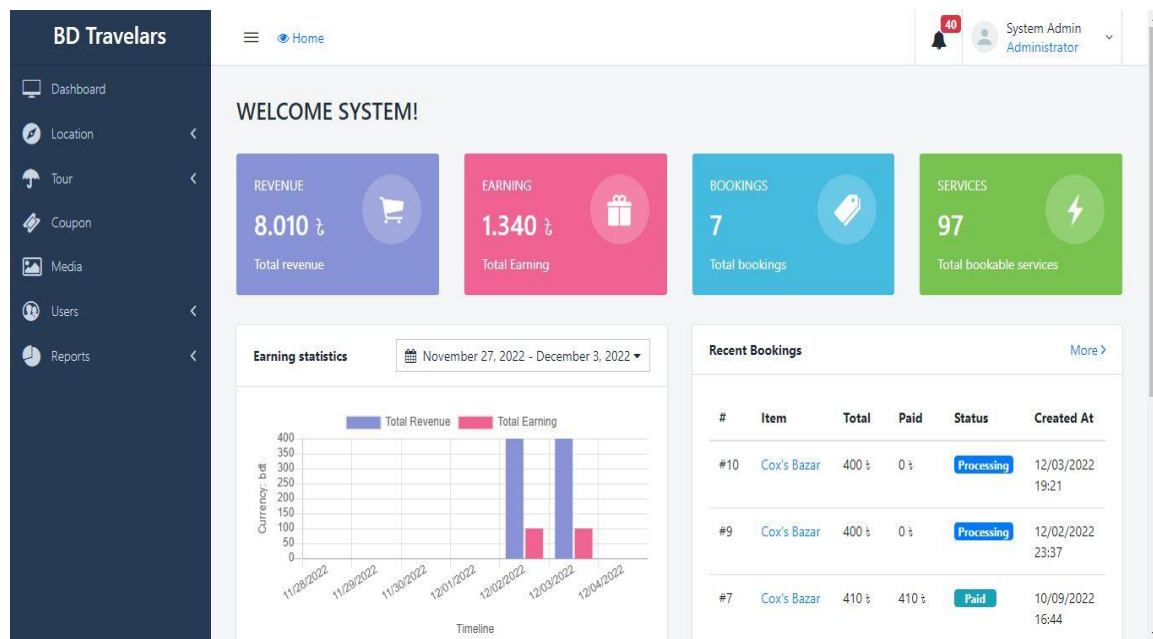 BD Travelars
Home
40
System Admin
Administrator
Dashboard
Location
Tour
Coupon
Media
Users
Reports
WELCOME SYSTEM!
REVENUE
8.010 ৳
Total revenue
EARNING
1.340 ৳
Total Earning
BOOKINGS
7
Total bookings
SERVICES
97
Total bookable services
Earning statistics
November 27, 2022 - December 3, 2022
Total Revenue Total Earning
Currency: bdt
400
350
300
250
200
150
100
50
0
11/28/2022 11/29/2022 11/30/2022 12/01/2022 12/02/2022 12/03/2022 12/04/2022
Timeline
Recent Bookings More
# Item Total Paid Status Created At
#10 Cox's Bazar 400 ৳ 0 ৳ Processing 12/03/2022
19:21
#9 Cox's Bazar 400 ৳ 0 ৳ Processing 12/02/2022
23:37
#7 Cox's Bazar 410 ৳ 410 ৳ Paid 10/09/2022
16:44